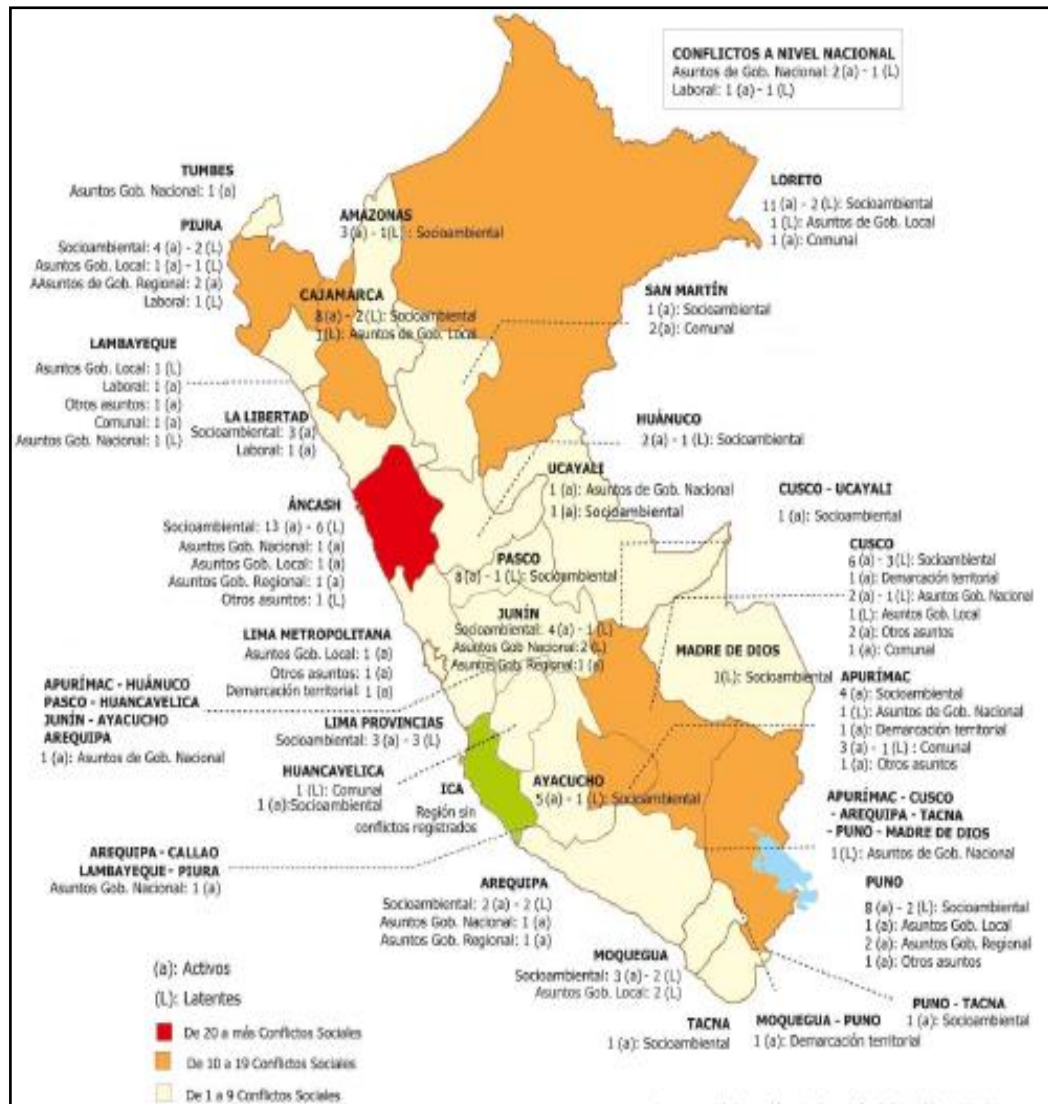 CONFLICTOS A NIVEL NACIONAL
Asuntos de Gob. Nacional: 2 (a) - 1 (L)
Laboral: 1 (a) - 1 (L)
TUMBES
Asuntos Gob. Nacional: 1 (a)
PIURA
Socioambiental: 4 (a) - 2 (L)
Asuntos Gob. Local: 1 (a) - 1 (L)
AAsuntos de Gob. Regional: 2 (a)
Laboral: 1 (L)
AMAZONAS
3 (a) - 1(L) : Socioambiental
LORETO
11 (a) - 2 (L): Socioambiental
1 (L): Asuntos de Gob. Local
1 (a): Comunal
CAJAMARCA
8 (a) - 2 (L): Socioambiental
1(L): Asuntos de Gob. Local
SAN MARTÍN
1 (a): Socioambiental
2(a): Comunal
LAMBAYEQUE
Asuntos Gob. Local: 1 (L)
Laboral: 1 (a)
Otros asuntos: 1 (a)
Comunal: 1 (a)
Asuntos Gob. Nacional: 1 (L)
LA LIBERTAD
Socioambiental: 3 (a)
Laboral: 1 (a)
HUÁNUCO
2 (a) - 1 (L): Socioambiental
UCAYALI
1 (a): Asuntos de Gob. Nacional
1 (a): Socioambiental
CUSCO - UCAYALI
1 (a): Socioambiental
ÁNCASH
Socioambiental: 13 (a) - 6 (L)
Asuntos Gob. Nacional: 1 (a)
Asuntos Gob. Local: 1 (a)
Asuntos Gob. Regional: 1 (a)
Otros asuntos: 1 (L)
PASCO
8 (a) - 1 (L): Socioambiental
CUSCO
6 (a) - 3 (L): Socioambiental
1 (a): Demarcación territorial
2 (a) - 1 (L): Asuntos Gob. Nacional
1 (L): Asuntos Gob. Local
2 (a): Otros asuntos
1 (a): Comunal
JUNÍN
Socioambiental: 4 (a) - 1 (L)
Asuntos Gob Nacional: 2 (L)
Asuntos Gob. Regional: 1 (a)
LIMA METROPOLITANA
Asuntos Gob. Local: 1 (a)
Otros asuntos: 1 (a)
Demarcación territorial: 1 (a)
MADRE DE DIOS
1(L): Socioambiental
APURÍMAC
4 (a): Socioambiental
1 (L): Asuntos de Gob. Nacional
1 (a): Demarcación territorial
3 (a) - 1 (L) : Comunal
1 (a): Otros asuntos
APURÍMAC - HUÁNUCO
PASCO - HUANCAVELICA
JUNÍN - AYACUCHO
AREQUIPA
1 (a): Asuntos de Gob. Nacional
LIMA PROVINCIAS
Socioambiental: 3 (a) - 3 (L)
HUANCAVELICA
1 (L): Comunal
1 (a):Socioambiental
ICA
Región sin
conflictos registrados
AYACUCHO
5 (a) - 1 (L): Socioambiental
APURÍMAC - CUSCO
- AREQUIPA - TACNA
- PUNO - MADRE DE DIOS
1 (L): Asuntos de Gob. Nacional
AREQUIPA - CALLAO
LAMBAYEQUE - PIURA
Asuntos Gob. Nacional: 1 (a)
AREQUIPA
Socioambiental: 2 (a) - 2 (L)
Asuntos Gob. Nacional: 1 (a)
Asuntos Gob. Regional: 1 (a)
PUNO
8 (a) - 2 (L): Socioambiental
1 (a): Asuntos Gob. Local
2 (a): Asuntos Gob. Regional
1 (a): Otros asuntos
MOQUEGUA
Socioambiental: 3 (a) - 2 (L)
Asuntos Gob. Local: 2 (L)
PUNO - TACNA
1 (a): Socioambiental
TACNA
1 (a): Socioambiental
MOQUEGUA - PUNO
1 (a): Demarcación territorial
(a): Activos
(L): Latentes
De 20 a más Conflictos Sociales
De 10 a 19 Conflictos Sociales
De 1 a 9 Conflictos Sociales